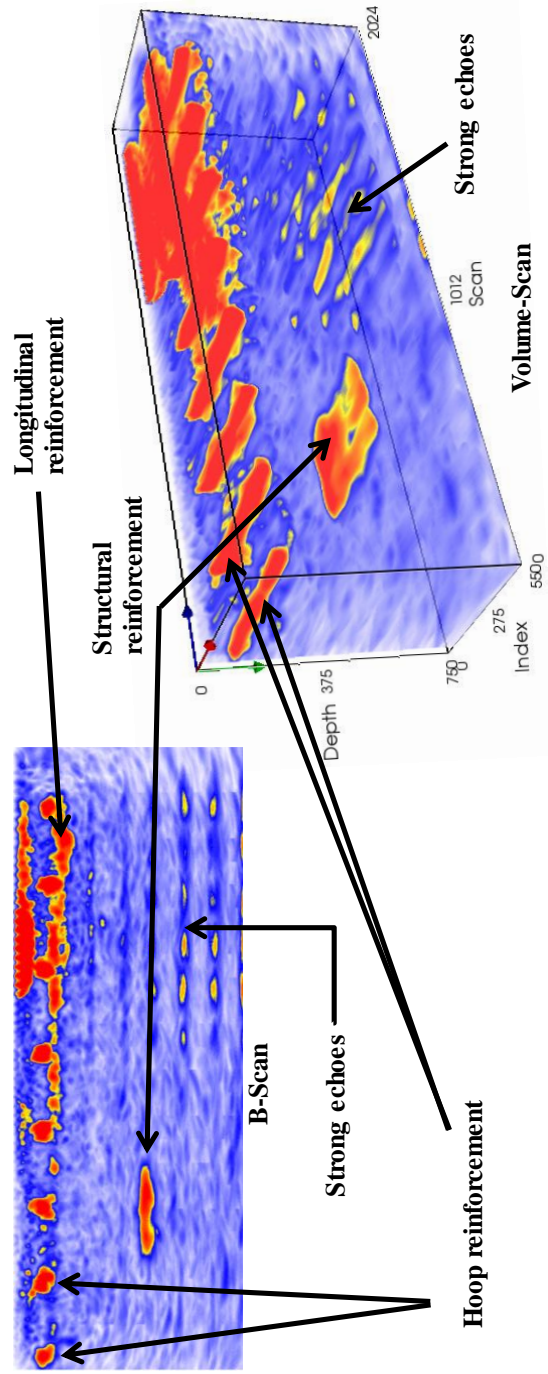 Longitudinal
reinforcement
Structural
reinforcement
B-Scan
Strong echoes
Hoop reinforcement
0
Depth 375
750
0
Index
275
550
0
1012
Scan
2024
Strong echoes
Volume-Scan